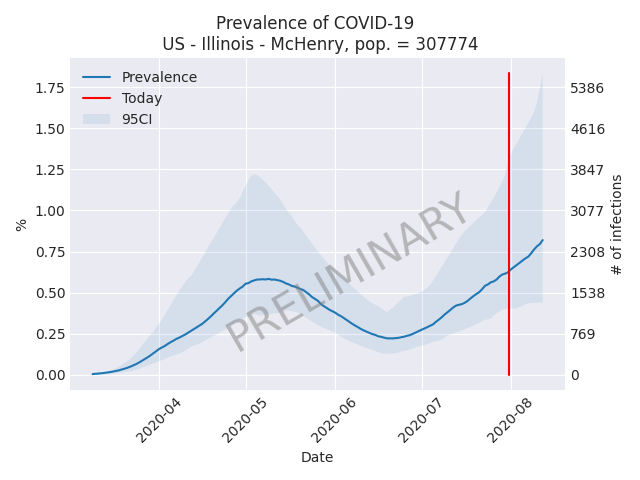 Prevalence of COVID-19
US - Illinois - McHenry, pop. = 307774
Prevalence
Today
95CI
PRELIMINARY
%
1.75
1.50
1.25
1.00
0.75
0.50
0.25
0.00
5386
4616
3847
3077
2308
1538
769
0
# of infections
2020-04
2020-05
2020-06
2020-07
2020-08
Date